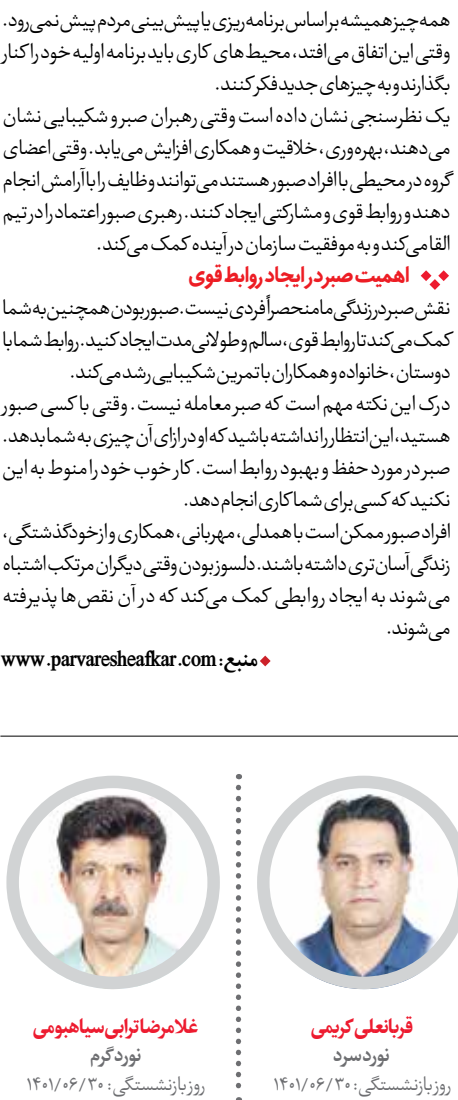 همه چیز همیشه براساس برنامه‌ریزی یا پیش‌بینی مردم پیش نمی‌رود.
وقتی این اتفاق می‌افتد، محیط‌های کاری باید برنامه اولیه خود را کنار
بگذارند و به چیزهای جدید فکر کنند.
یک نظرسنجی نشان داده است وقتی رهبران صبر و شکیبایی نشان
می‌دهند، بهره‌وری، خلاقیت و همکاری افزایش می‌یابد. وقتی اعضای
گروه در محیطی با افراد صبور هستند می‌توانند وظایف را با آرامش انجام
دهند و روابط قوی و مشارکتی ایجاد کنند. رهبری صبور اعتماد را در تیم
القا می‌کند و به موفقیت سازمان در آینده کمک می‌کند.
اهمیت صبر در ایجاد روابط قوی
نقش صبر در زندگی ما منحصراً فردی نیست. صبور بودن همچنین به شما
کمک می‌کند تا روابط قوی، سالم و طولانی‌مدت ایجاد کنید. روابط شما با
دوستان، خانواده و همکاران با تمرین شکیبایی رشد می‌کند.
درک این نکته مهم است که صبر معامله نیست. وقتی با کسی صبور
هستید، این انتظار را نداشته باشید که او در ازای آن چیزی به شما بدهد.
صبر در مورد حفظ و بهبود روابط است. کار خوب خود را منوط به این
نکنید که کسی برای شما کاری انجام دهد.
افراد صبور ممکن است با همدلی، مهربانی، همکاری و ازخودگذشتگی،
زندگی آسان‌تری داشته باشند. دلسوز بودن وقتی دیگران مرتکب اشتباه
می‌شوند به ایجاد روابطی کمک می‌کند که در آن نقص‌ها پذیرفته
می‌شوند.
منبع: www.parvaresheafkar.com
قربانعلی کریمی
نورد سرد
روز بازنشستگی: ۱۴۰۱/۰۶/۳۰
غلامرضا ترابی سیاهبومی
نورد گرم
روز بازنشستگی: ۱۴۰۱/۰۶/۳۰